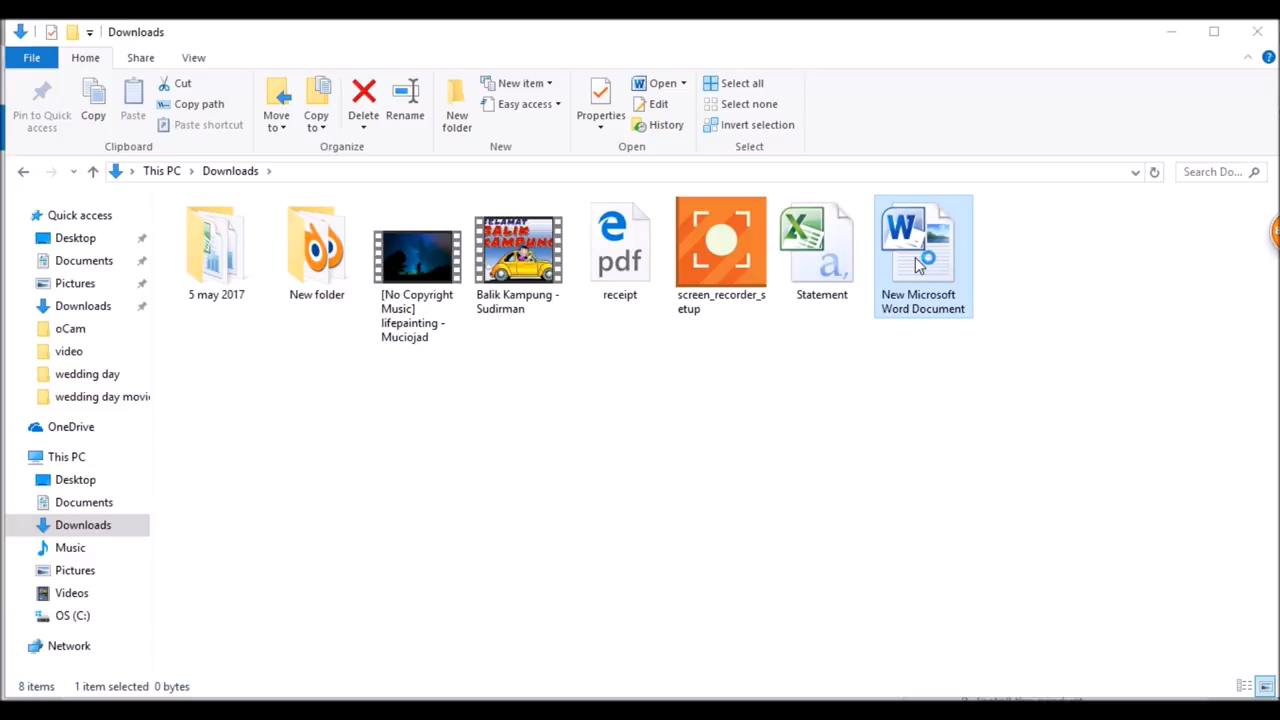 Downloads
File Home Share View
Pin to Quick access
Copy
Paste
Cut
Copy path
Paste shortcut
Clipboard
Move to
Copy to
Delete
Rename
Organize
New folder
New item
Easy access
New
Properties
Open
Edit
History
Open
Select all
Select none
Invert selection
Select
This PC > Downloads >
Search Do...
Quick access
Desktop
Documents
Pictures
Downloads
oCam
video
wedding day
wedding day movi
OneDrive
This PC
Desktop
Documents
Downloads
Music
Pictures
Videos
OS (C:)
Network
5 may 2017
New folder
[No Copyright
Music]
lifepainting -
Muciojad
SELAMAT
BALIK
KAMPUNG
Balik Kampung -
Sudirman
pdf
receipt
screen_recorder_s
etup
Statement
New Microsoft
Word Document
8 items 1 item selected 0 bytes